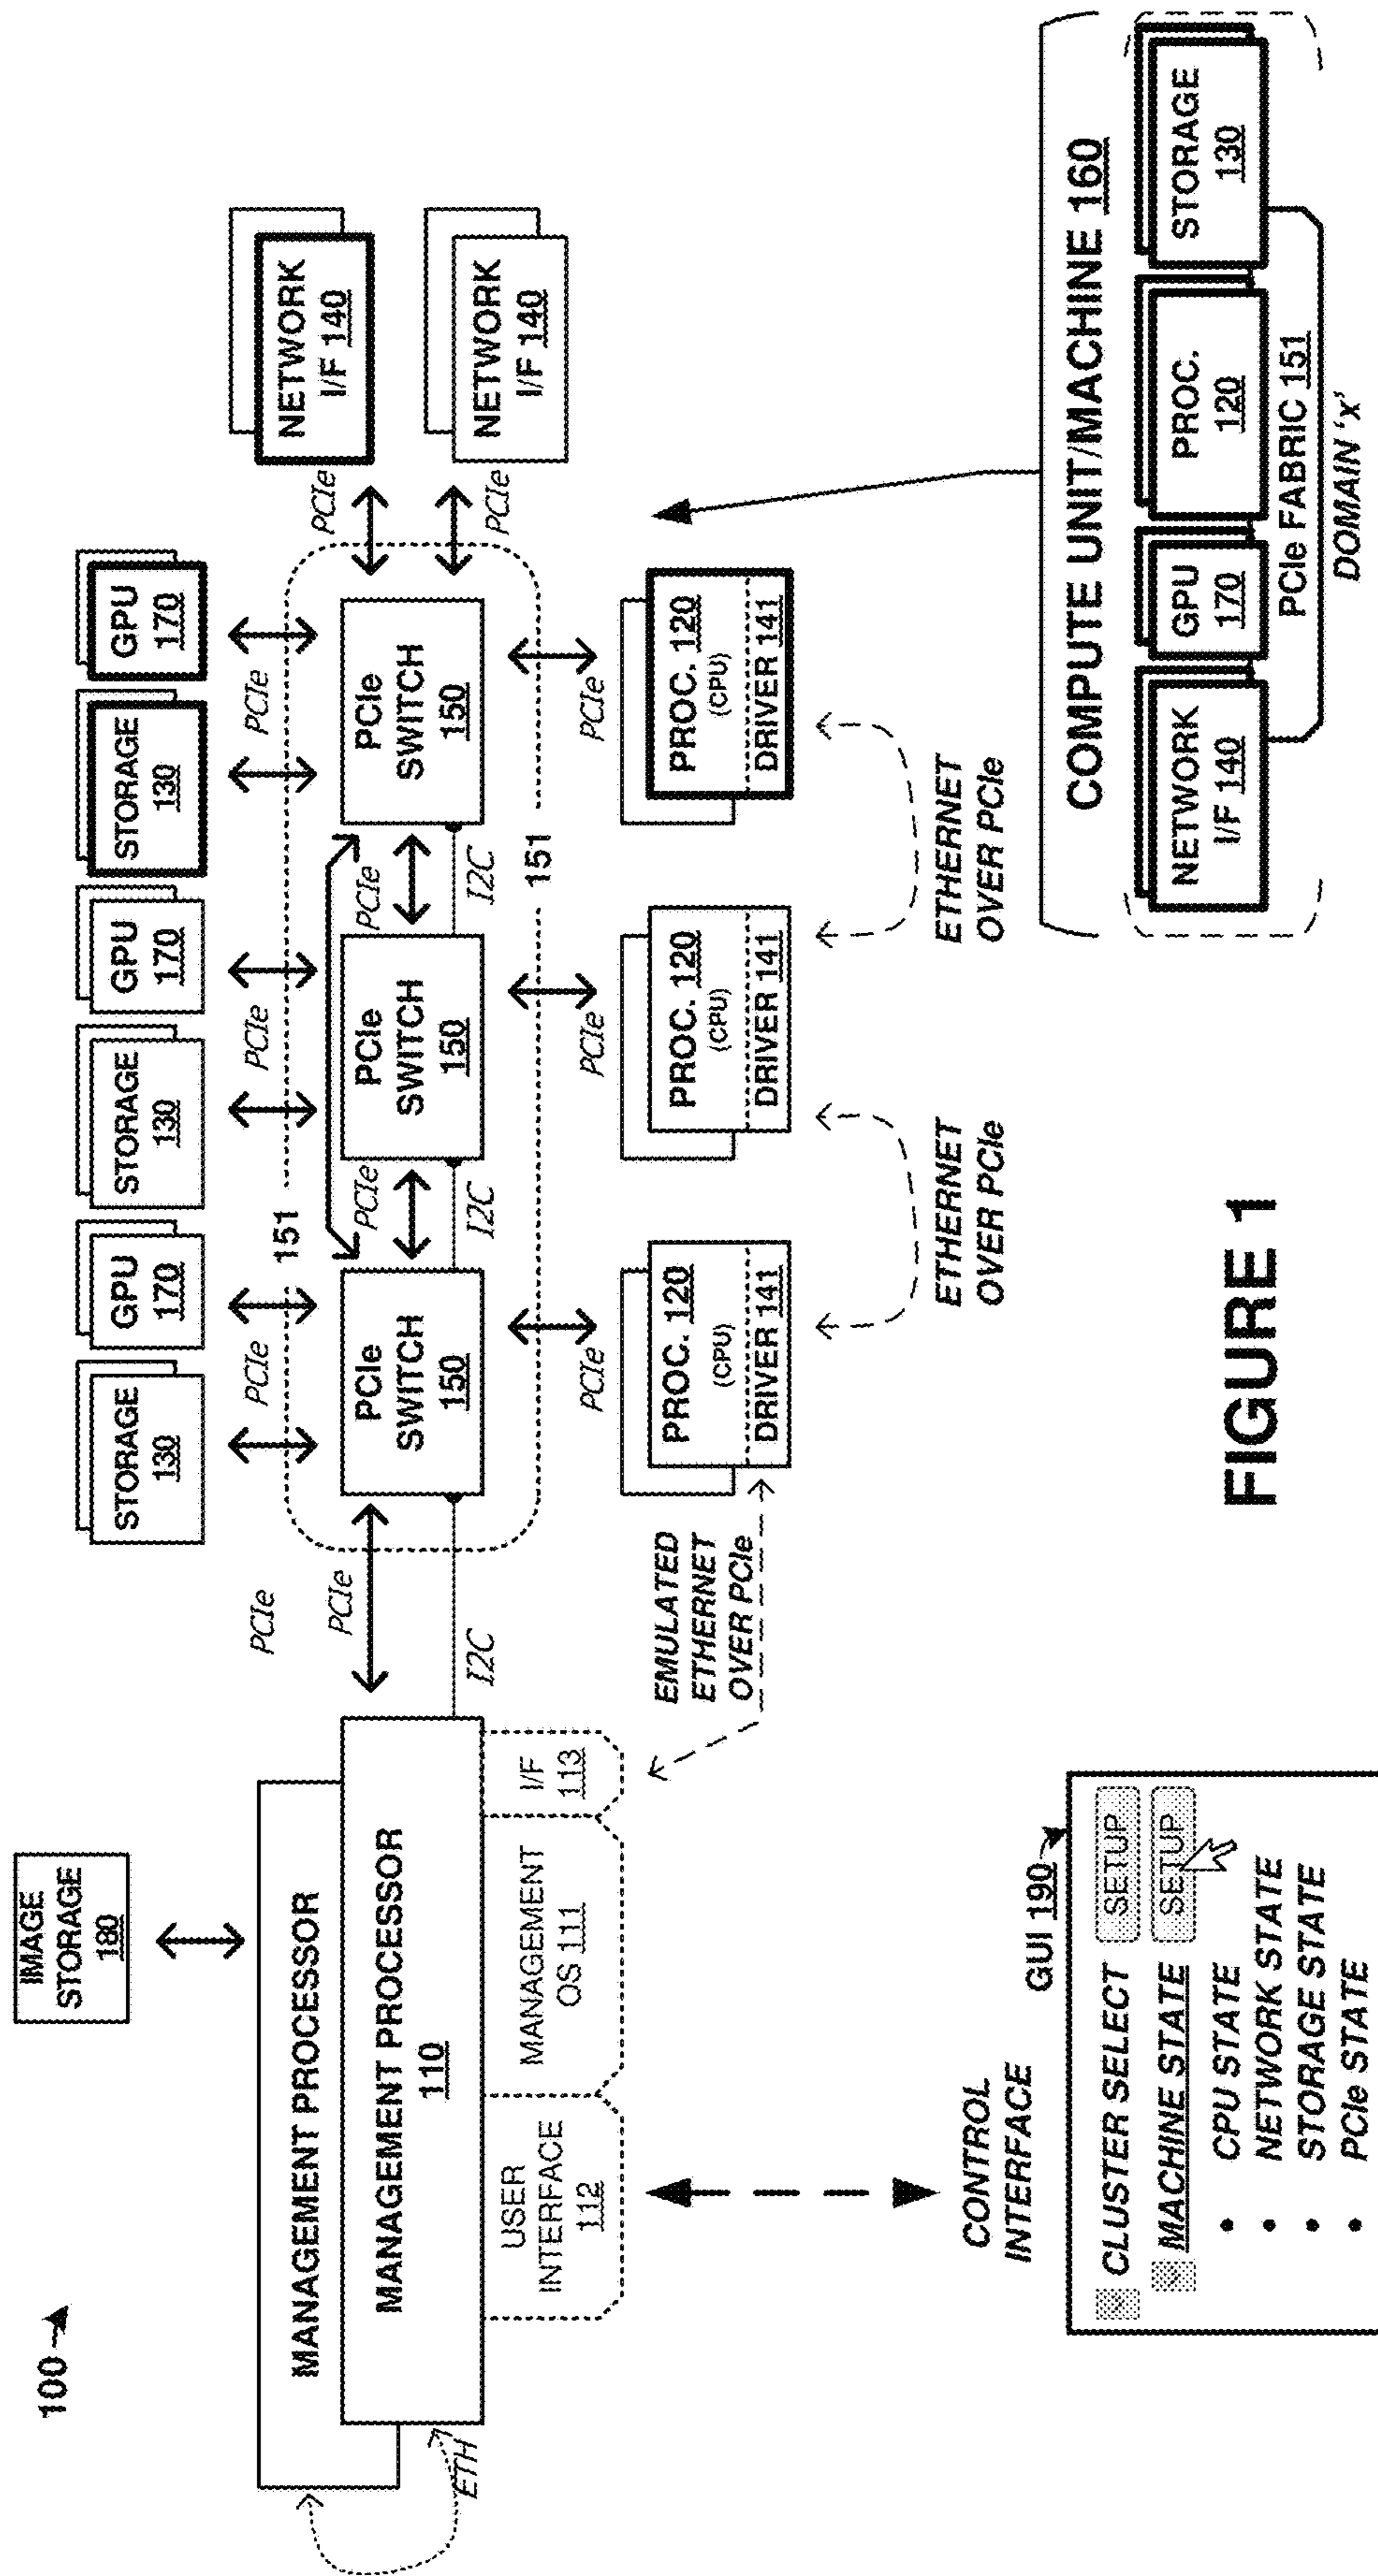 100
IMAGE
STORAGE
180
MANAGEMENT PROCESSOR
MANAGEMENT PROCESSOR
110
ETH
USER
INTERFACE
112
MANAGEMENT
OS 111
I/F
113
PCIe
PCIe
I2C
STORAGE
130
GPU
170
STORAGE
130
GPU
170
STORAGE
130
GPU
170
PCIe
PCIe
PCIe
151
PCIe
SWITCH
150
PCIe
I2C
PCIe
SWITCH
150
PCIe
I2C
PCIe
SWITCH
150
151
PCIe
NETWORK
I/F 140
PCIe
NETWORK
I/F 140
PCIe
PCIe
PCIe
PROC. 120
(CPU)
DRIVER 141
PROC. 120
(CPU)
DRIVER 141
PROC. 120
(CPU)
DRIVER 141
EMULATED
ETHERNET
OVER PCIe
ETHERNET
OVER PCIe
ETHERNET
OVER PCIe
CONTROL
INTERFACE
GUI 190
CLUSTER SELECT SETUP
MACHINE STATE SETUP
• CPU STATE
• NETWORK STATE
• STORAGE STATE
• PCIe STATE
COMPUTE UNIT/MACHINE 160
NETWORK
I/F 140
GPU
170
PROC.
120
STORAGE
130
PCIe FABRIC 151
DOMAIN 'x'
FIGURE 1